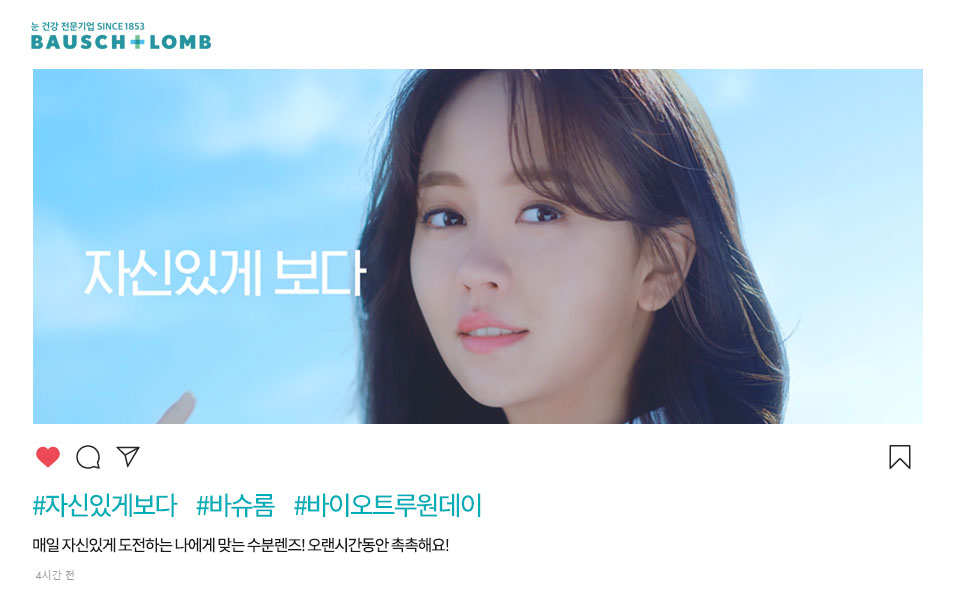 눈 건강 전문기업 SINCE 1853
BAUSCH + LOMB
자신있게 보다
#자신있게보다 #바슈롬 #바이오트루원데이
매일 자신있게 도전하는 나에게 맞는 수분렌즈! 오랜시간동안 촉촉해요!
4시간 전